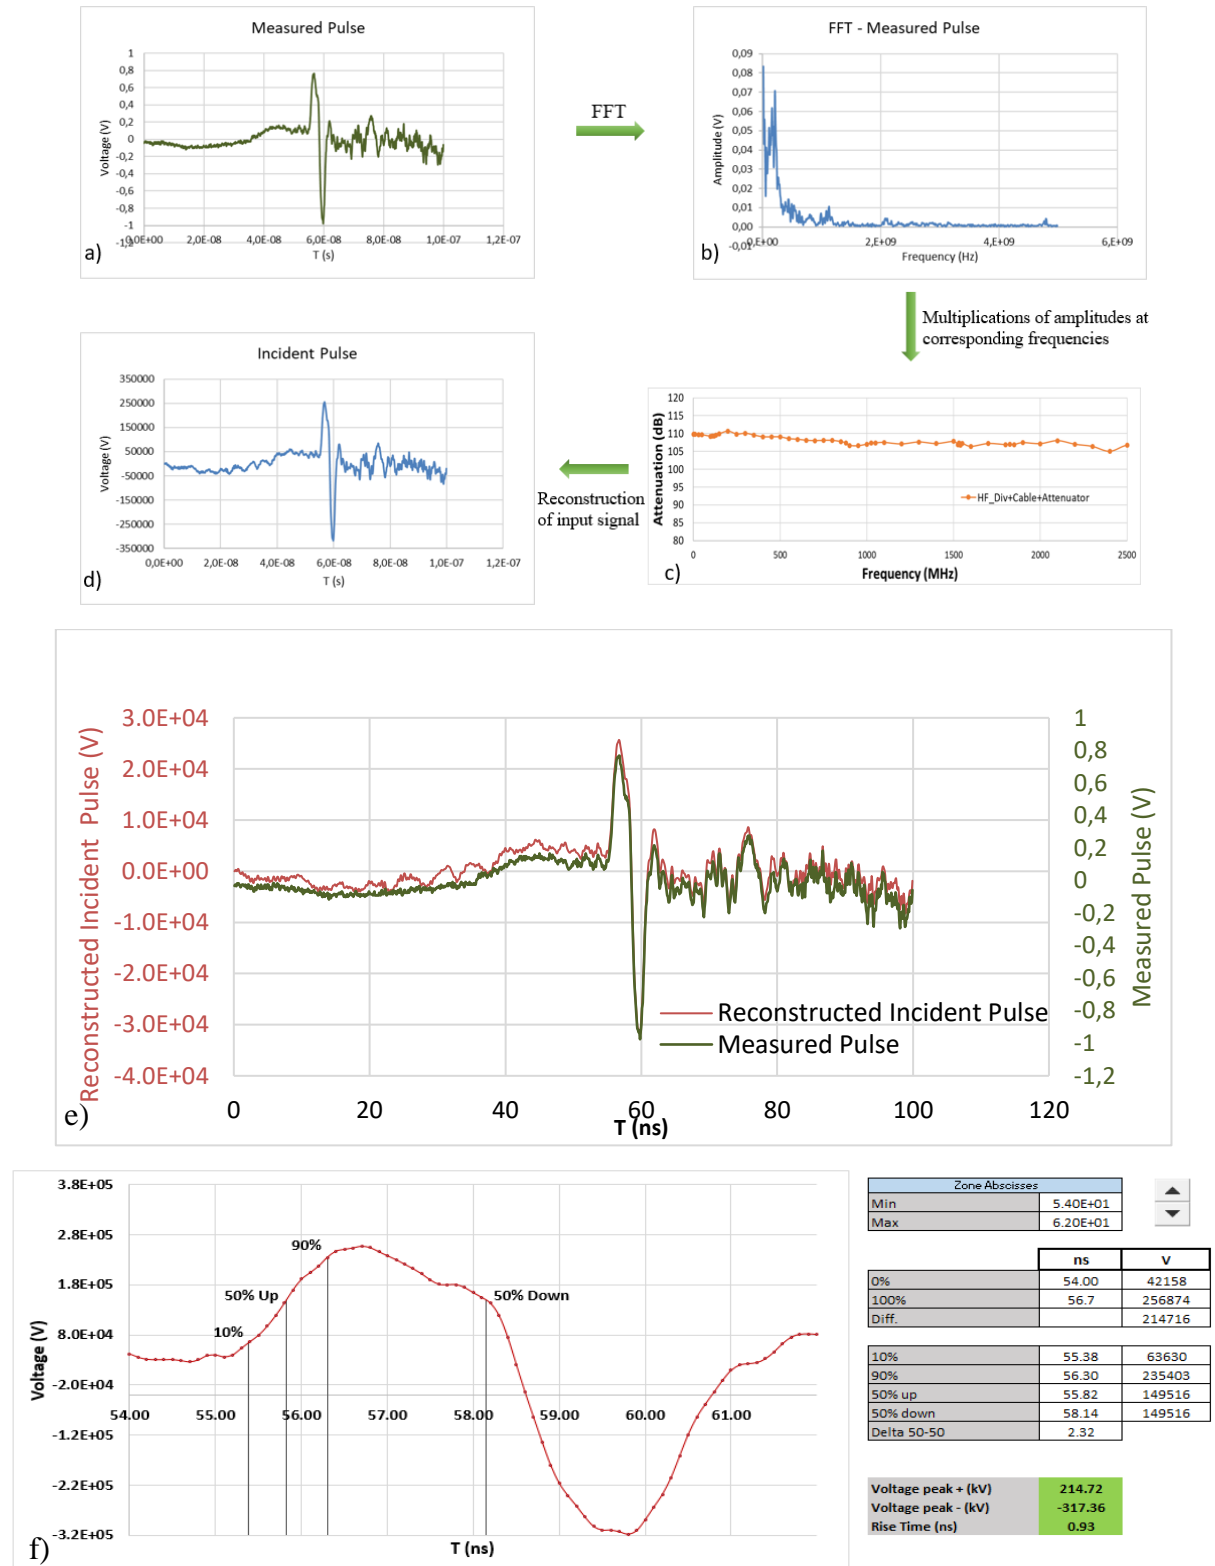 Measured Pulse
1
0,8
0,6
0,4
0,2
0
-0,2
-0,4
-0,6
-0,8
-1
-1,2
Voltage (V)
0,0E+00 2,0E-08 4,0E-08 6,0E-08 8,0E-08 1,0E-07 1,2E-07
T (s)
a)
FFT
FFT - Measured Pulse
0,09
0,08
0,07
0,06
0,05
0,04
0,03
0,02
0,01
0,00
-0,01
Amplitude (V)
0,E+00 2,E+09 4,E+09 6,E+09
Frequency (Hz)
b)
Multiplications of amplitudes at
corresponding frequencies
Incident Pulse
350000
250000
150000
50000
-50000
-150000
-250000
-350000
Voltage (V)
0,0E+00 2,0E-08 4,0E-08 6,0E-08 8,0E-08 1,0E-07 1,2E-07
T (s)
d)
Reconstruction
of input signal
120
115
110
105
100
95
90
85
80
Attenuation (dB)
HF_Div+Cable+Attenuator
0 500 1000 1500 2000 2500
Frequency (MHz)
c)
3.0E+04
2.0E+04
1.0E+04
0.0E+00
-1.0E+04
-2.0E+04
-3.0E+04
-4.0E+04
Reconstructed Incident Pulse (V)
1
0,8
0,6
0,4
0,2
0
-0,2
-0,4
-0,6
-0,8
-1
-1,2
Measured Pulse (V)
Reconstructed Incident Pulse
Measured Pulse
0 20 40 60 80 100 120
T (ns)
e)
3.8E+05
2.8E+05
1.8E+05
8.0E+04
-2.0E+04
-1.2E+05
-2.2E+05
-3.2E+05
Voltage (V)
90%
50% Up
50% Down
10%
54.00 55.00 56.00 57.00 58.00 59.00 60.00 61.00
T (ns)
f)
Zone Abscisses
Min 5.40E+01
Max 6.20E+01
ns V
0% 54.00 42158
100% 56.7 256874
Diff. 214716
10% 55.38 63630
90% 56.30 235403
50% up 55.82 149516
50% down 58.14 149516
Delta 50-50 2.32
Voltage peak + (kV) 214.72
Voltage peak - (kV) -317.36
Rise Time (ns) 0.93